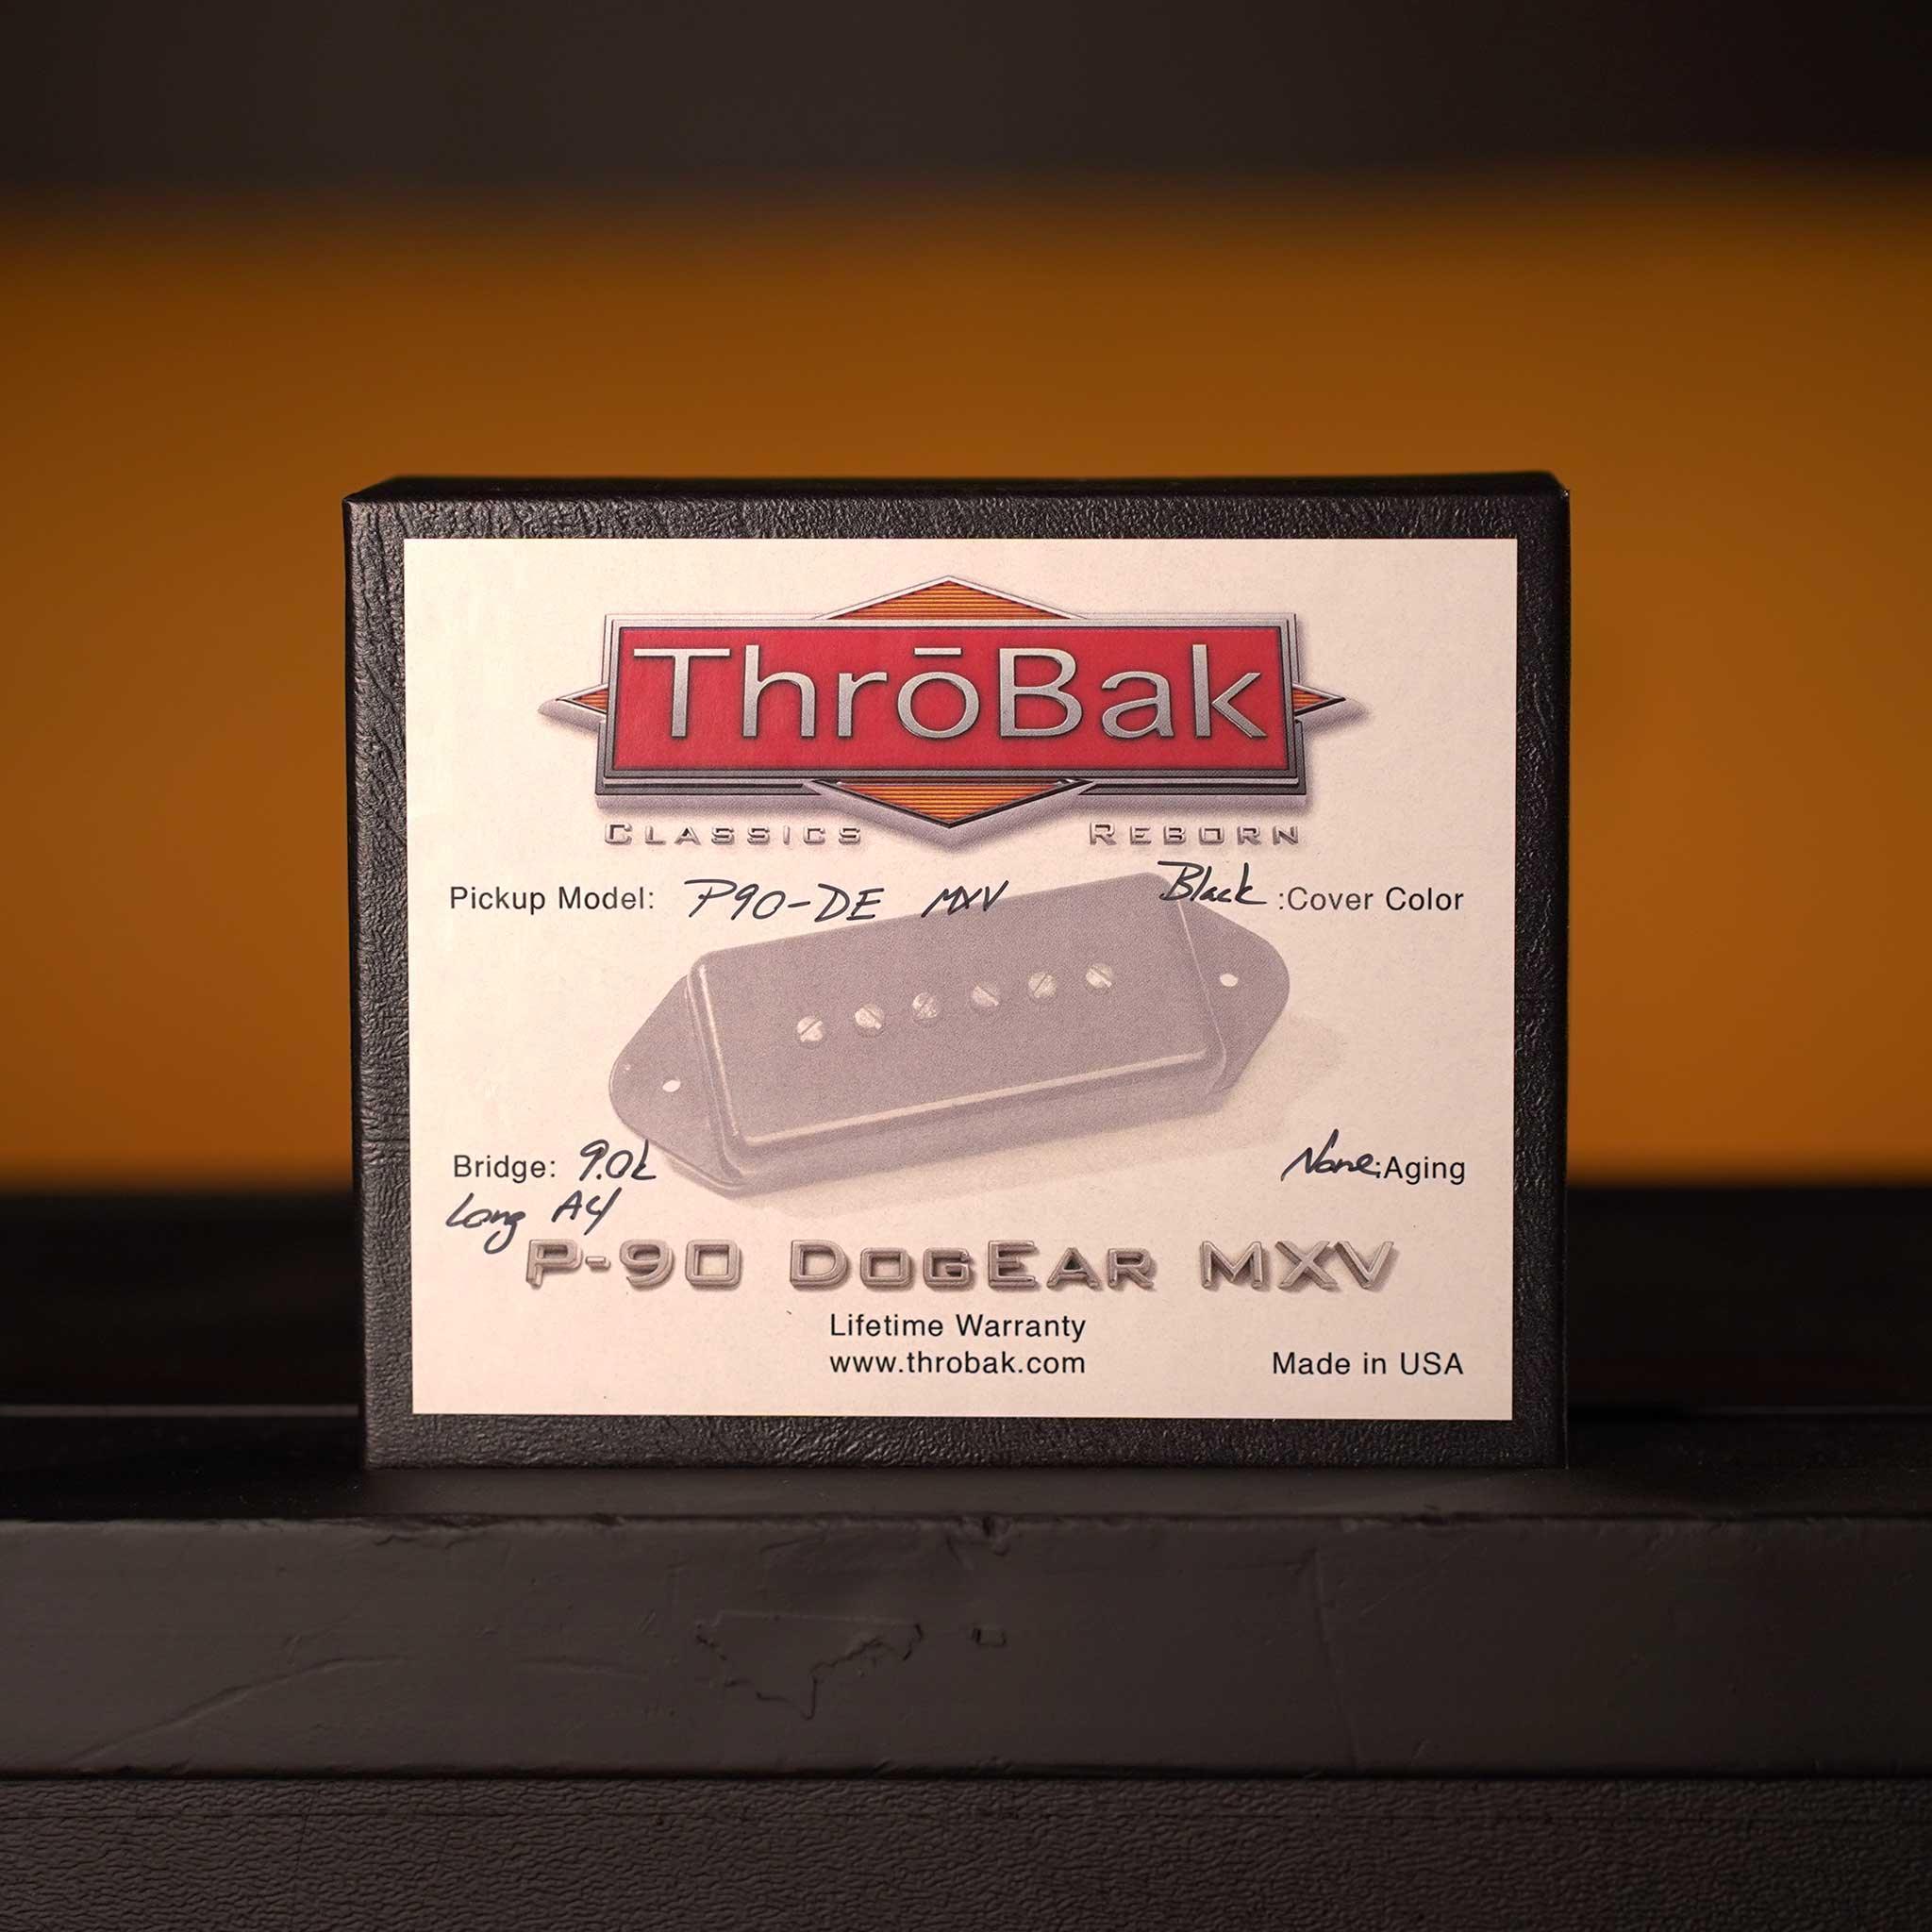 ThrōBak
Classics Reborn
Pickup Model: P90-DE MXV Black :Cover Color
Bridge: 9.0k None:Aging
Long A4
P-90 DogEar MXV
Lifetime Warranty
www.throbak.com Made in USA